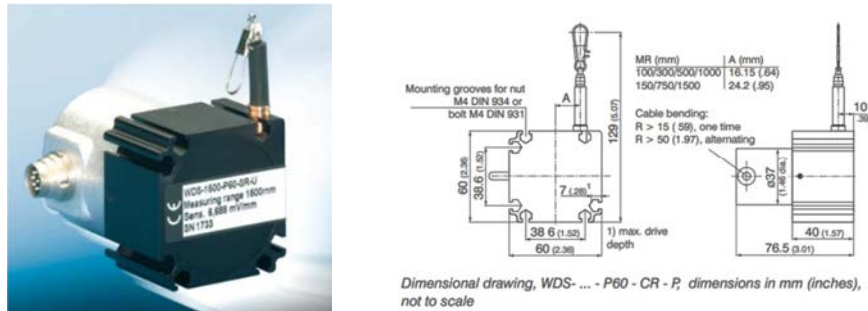 WDS-1500-P60-SR-U
Measuring range 1500mm
Sens. 6,665 mV/mm
SN 1733
CE
MR (mm) A (mm)
100/300/500/1000 16.15 (.64)
150/750/1500 24.2 (.95)
Mounting grooves for nut
M4 DIN 934 or
bolt M4 DIN 931
A
129 (5.07)
Cable bending:
R > 15 ( 59), one time
R > 50 (1.97), alternating
10
.39
60 (2.36)
38.6 (1.52)
7 (.28) 1
ø37
(1.46 dia.)
38 6 (1.52)
60 (2.36)
1) max. drive
depth
40 (1.57)
76.5 (3.01)
Dimensional drawing, WDS- ... - P60 - CR - P, dimensions in mm (inches),
not to scale